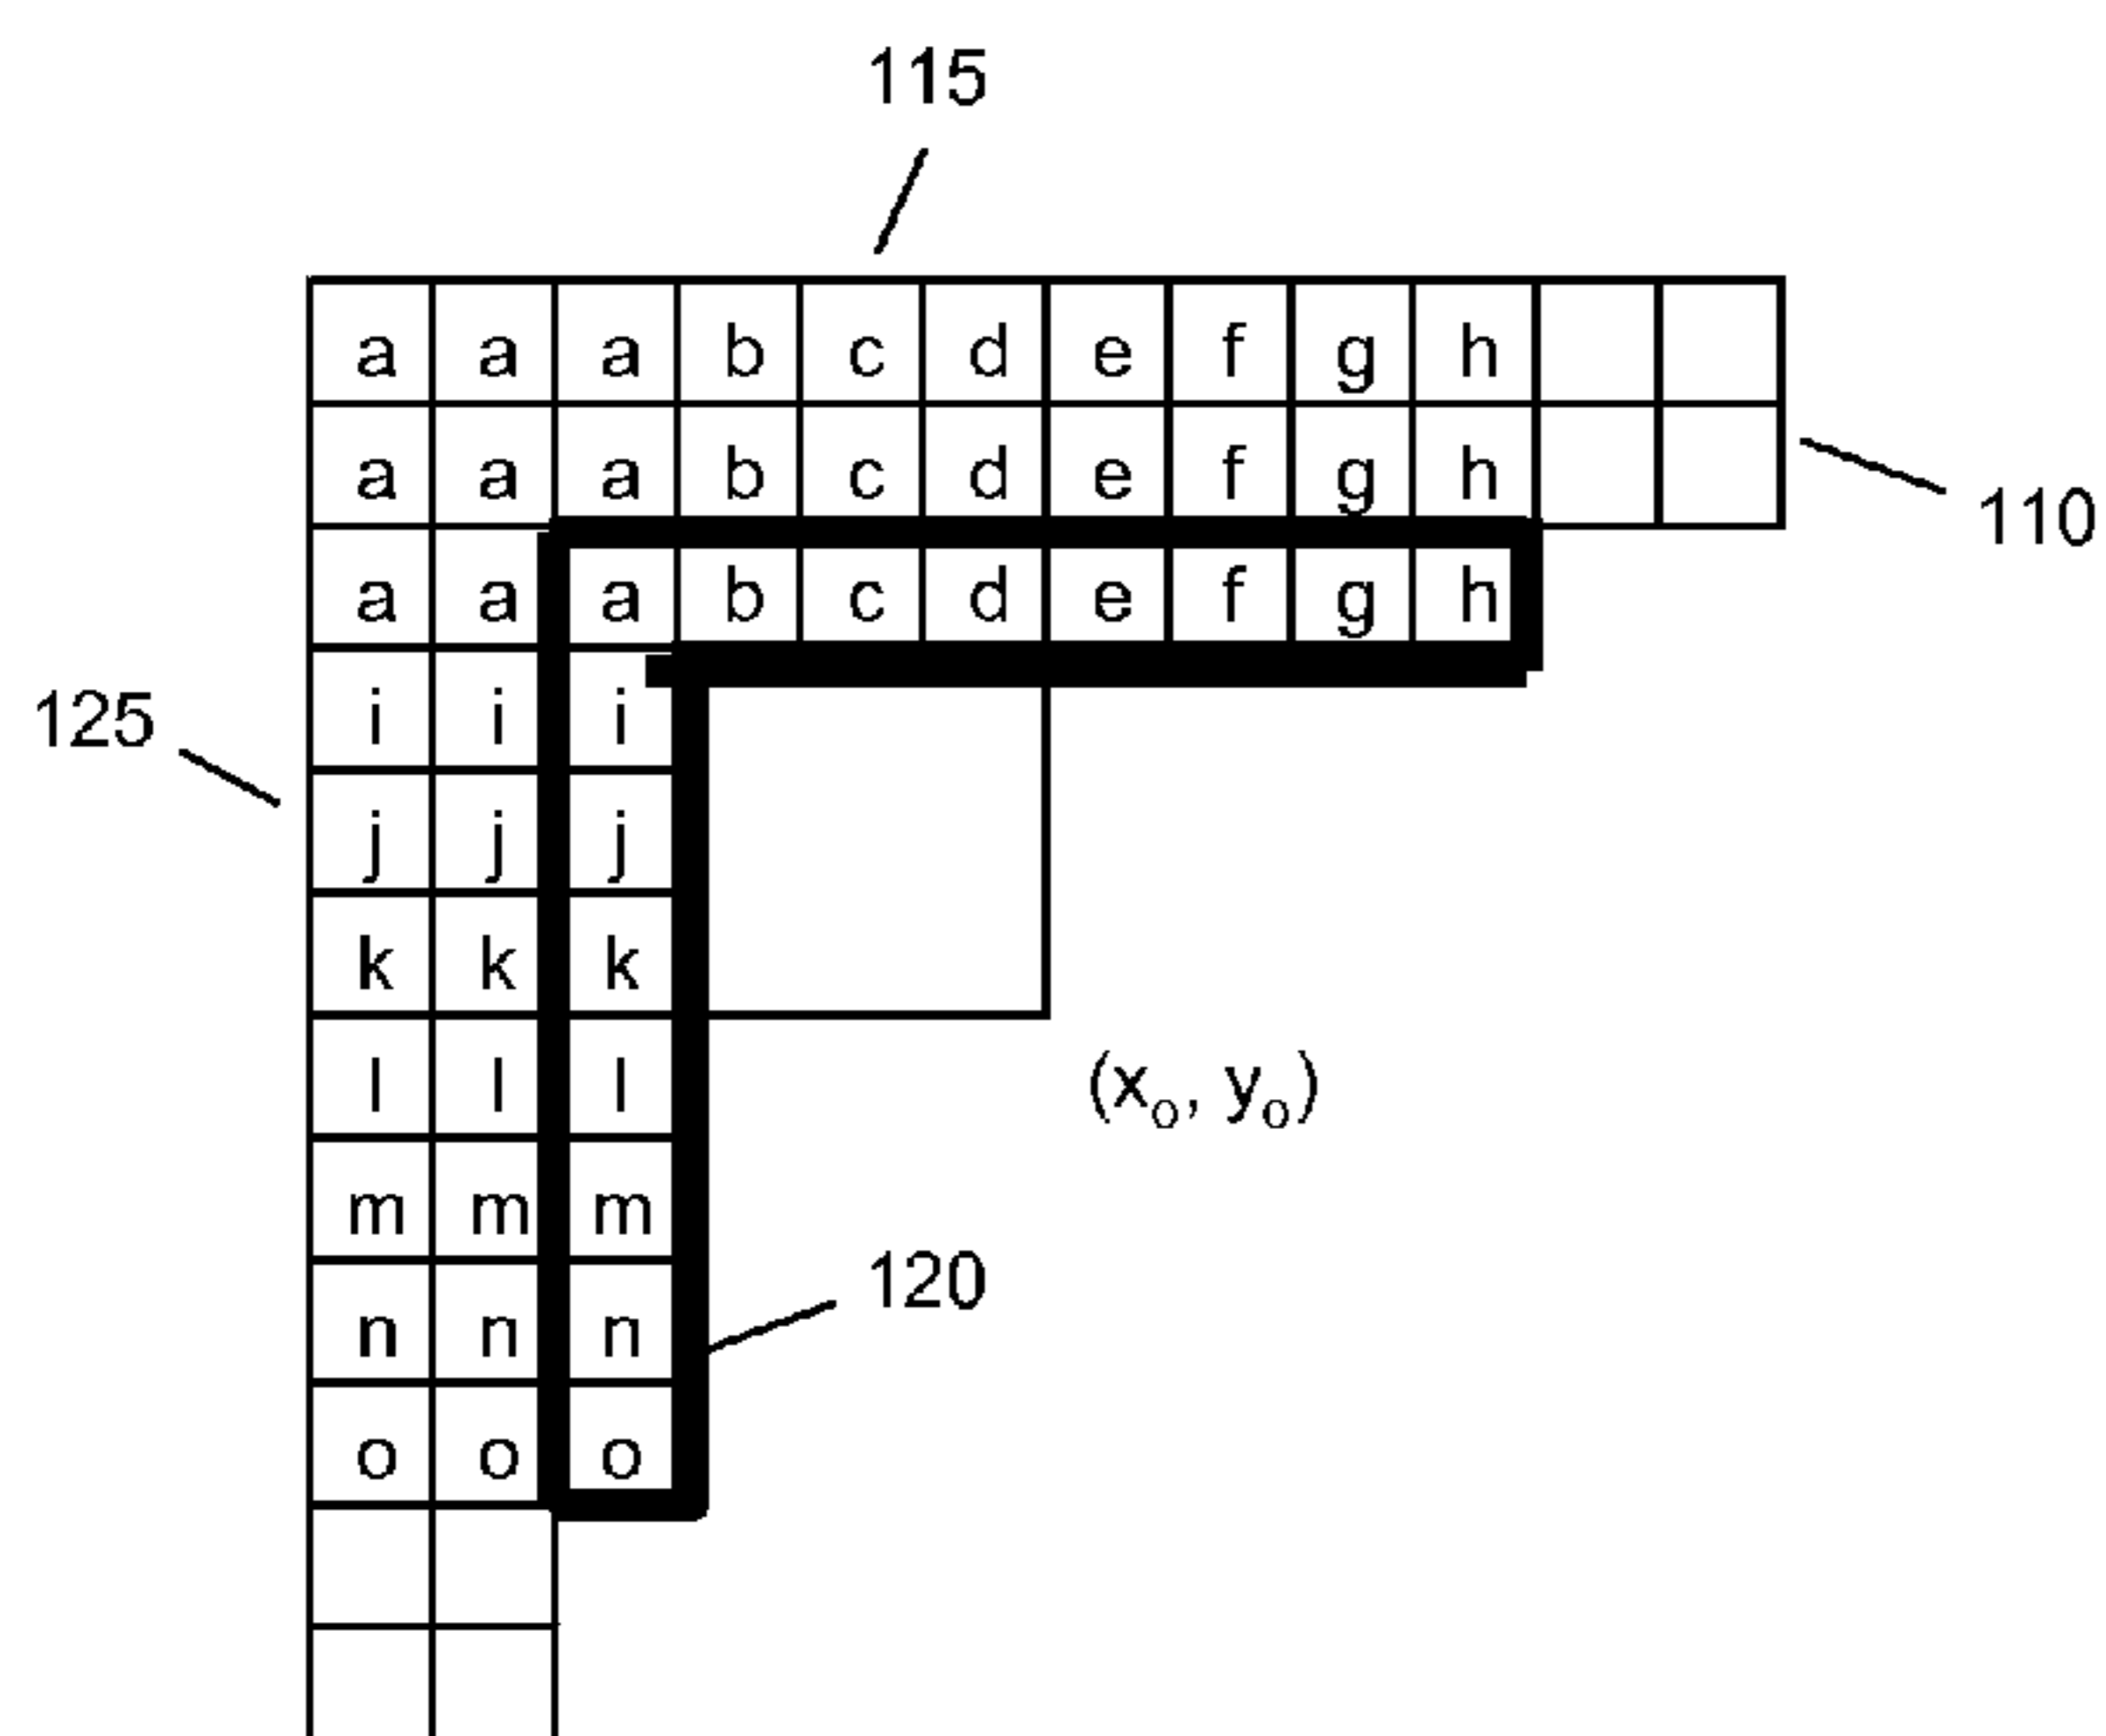 115
a a a b c d e f g h
a a a b c d e f g h
110
a a a b c d e f g h
125
i i i
j j j
k k k
l l l
(xo, yo)
m m m
120
n n n
o o o